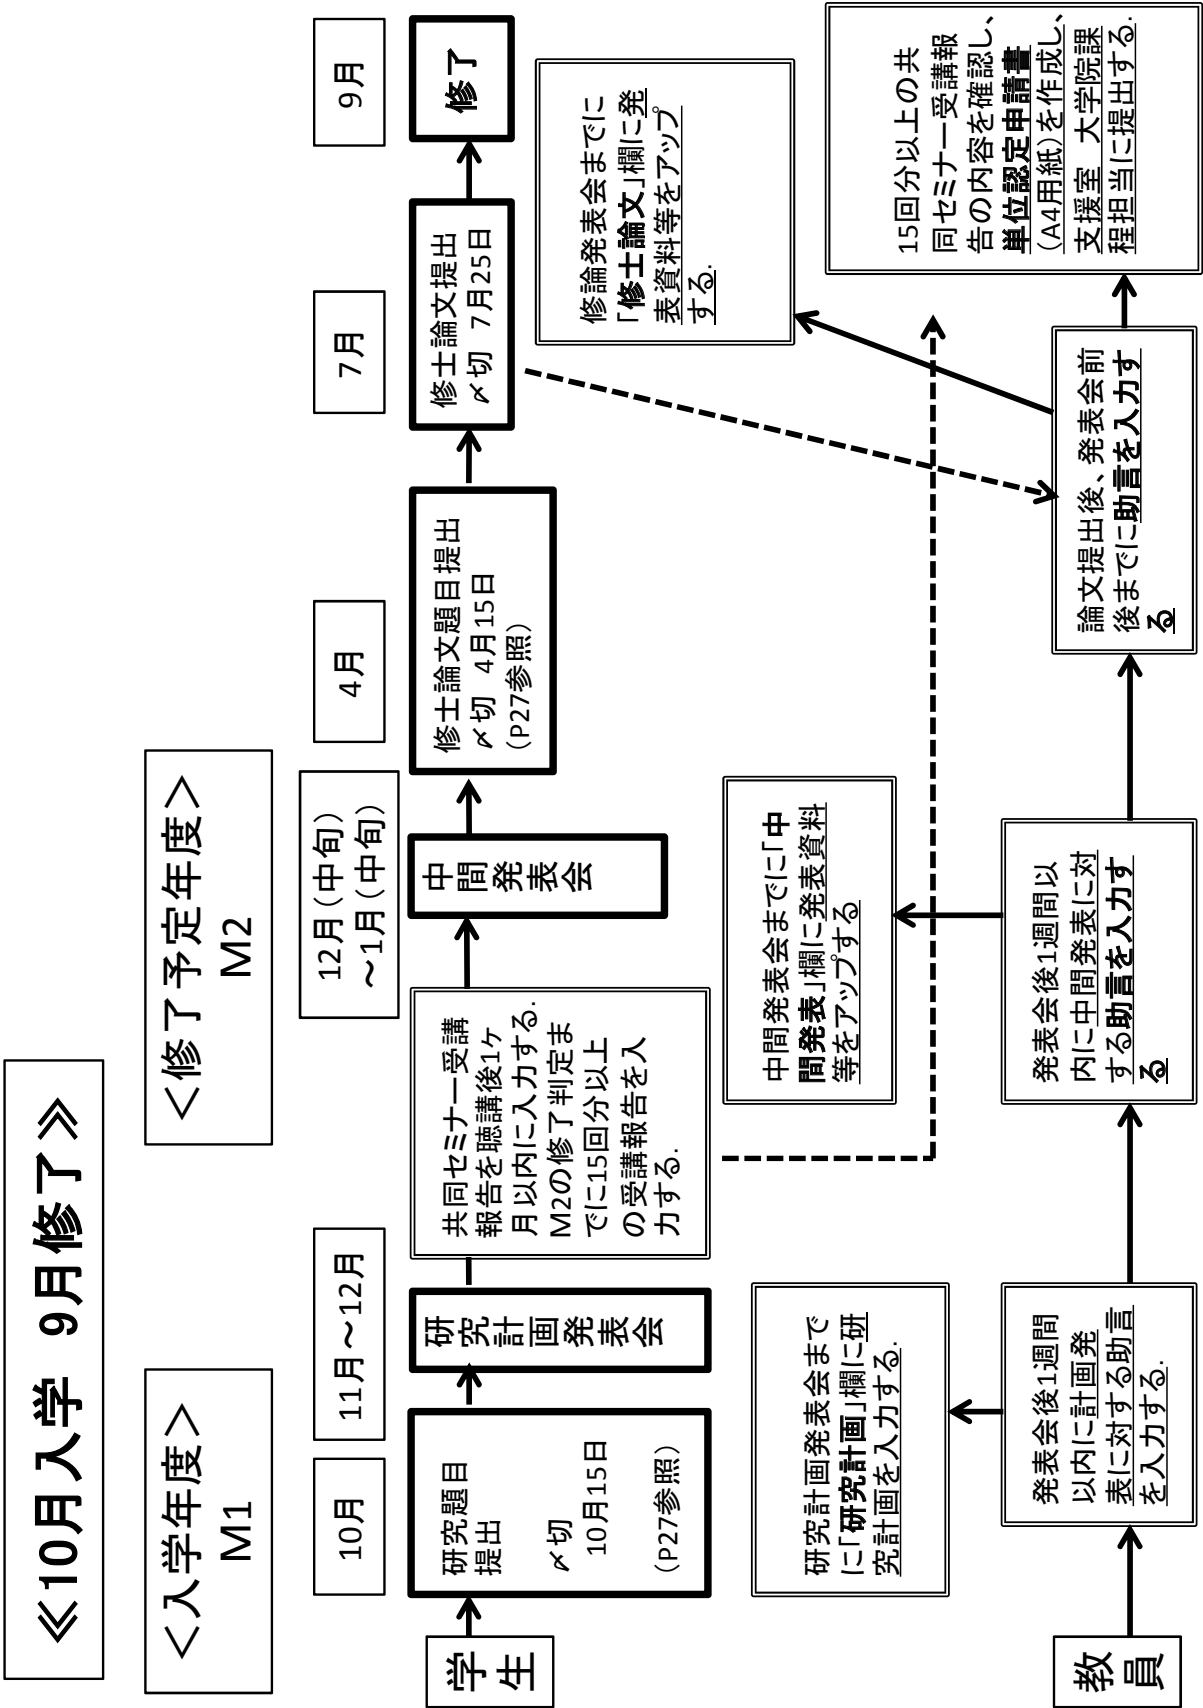 ≪10月入学 9月修了≫
＜入学年度＞
M1
＜修了予定年度＞
M2
10月
11月～12月
12月（中旬）
～1月（中旬）
4月
7月
9月
学
生
研究題目
提出
〆切
10月15日
（P27参照）
研究計画発表会
共同セミナー受講
報告を聴講後1ヶ
月以内に入力する.
M2の修了判定ま
でに15回分以上
の受講報告を入
力する.
中間発表会
修士論文題目提出
〆切 4月15日
（P27参照）
修士論文提出
〆切 7月25日
修了
研究計画発表会まで
に「研究計画」欄に研
究計画を入力する.
中間発表会までに「中
間発表」欄に発表資料
等をアップする
修論発表会までに
「修士論文」欄に発
表資料等をアップ
する.
教
員
発表会後1週間
以内に計画発
表に対する助言
を入力する.
発表会後1週間以
内に中間発表に対
する助言を入力す
る
論文提出後、発表会前
後までに助言を入力す
る
15回分以上の共
同セミナー受講報
告の内容を確認し、
単位認定申請書
（A4用紙）を作成し、
支援室 大学院課
程担当に提出する.